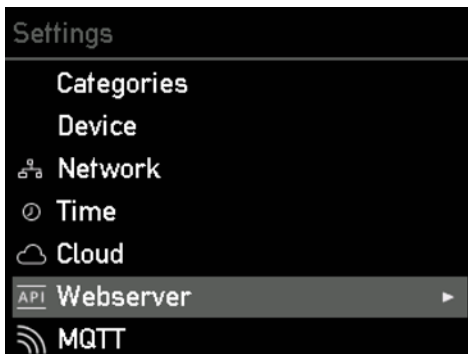 Settings
Categories
Device
Network
Time
Cloud
API Webserver
MQTT